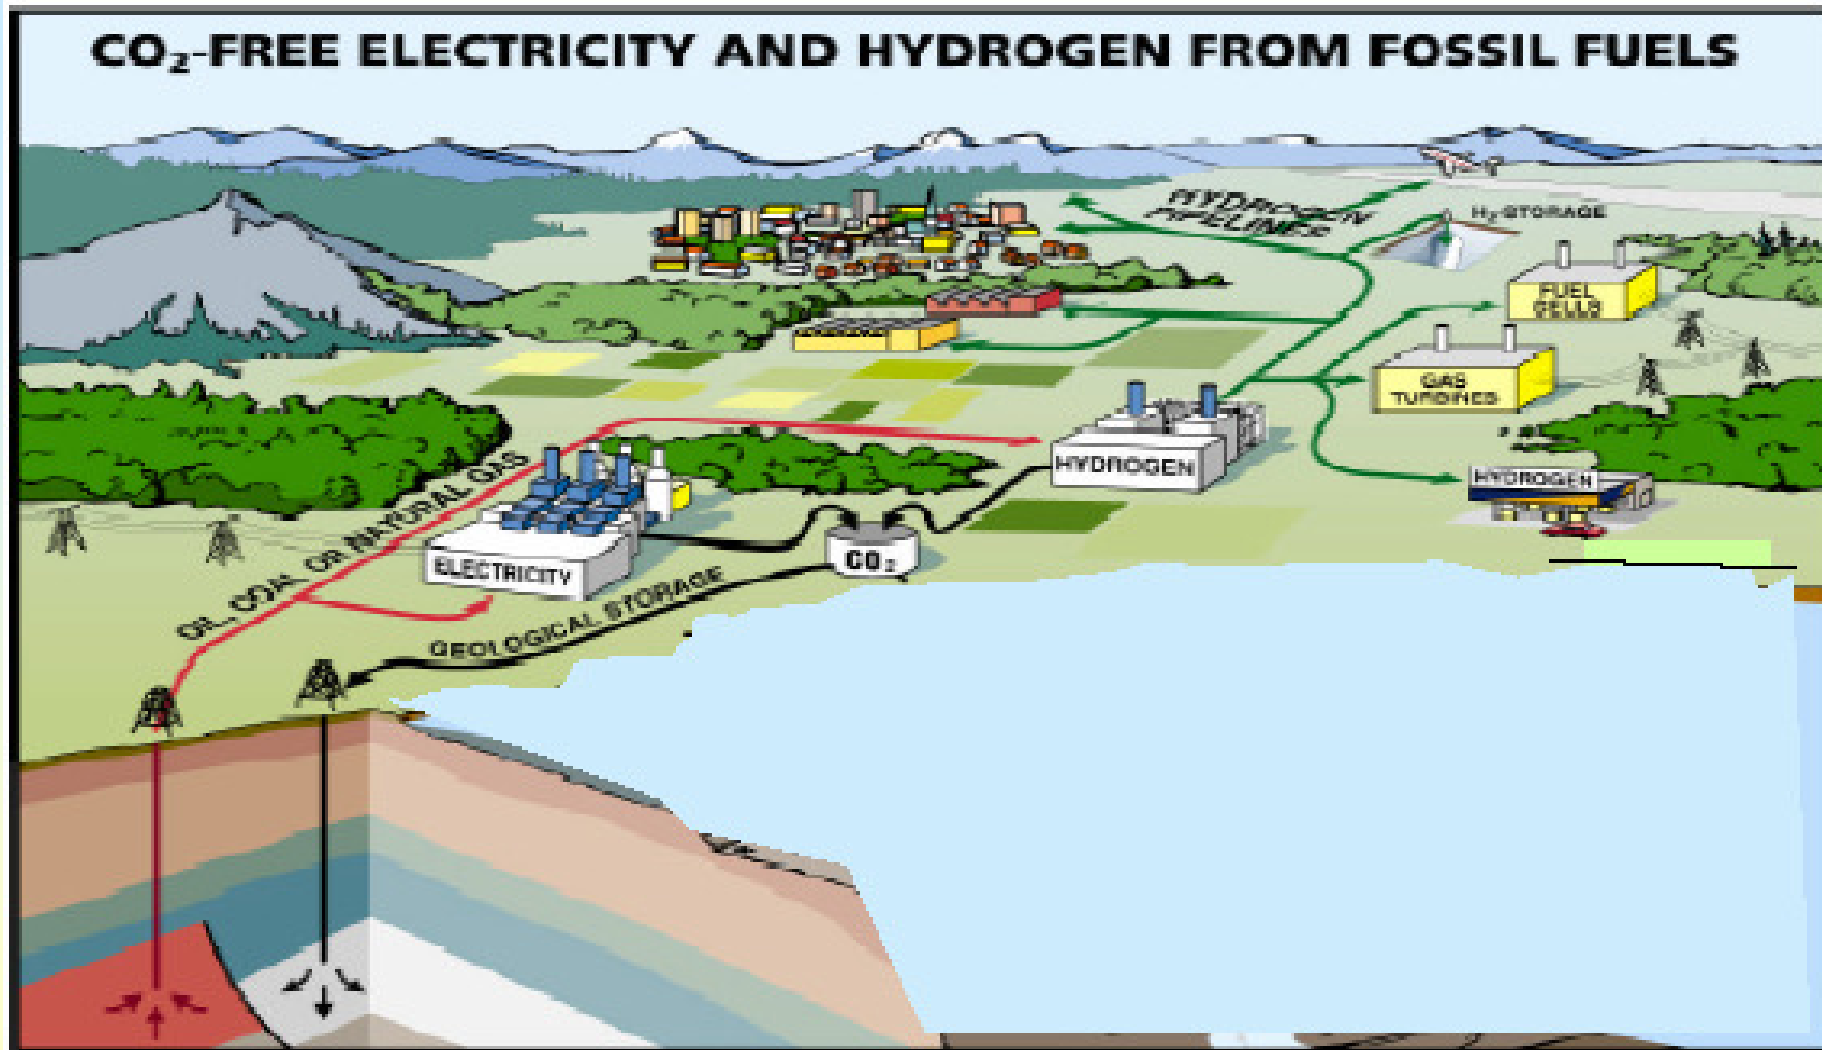 CO₂-FREE ELECTRICITY AND HYDROGEN FROM FOSSIL FUELS
HYDROGEN
PIPELINES
H₂-STORAGE
FUEL
CELLS
GAS
TURBINES
HYDROGEN
HYDROGEN
OIL, COAL OR NATURAL GAS
ELECTRICITY
CO₂
GEOLOGICAL STORAGE